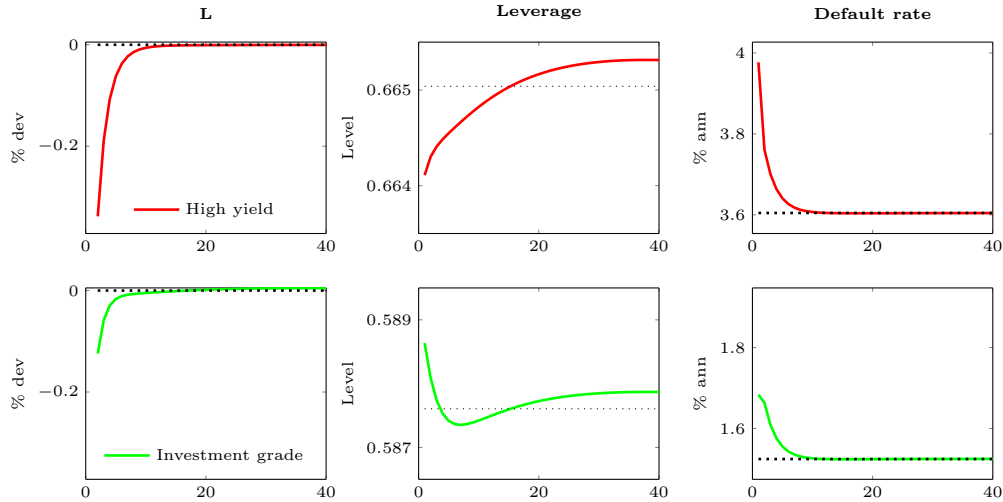 L
Leverage
Default rate
% dev
0
−0.2
High yield
0 20 40
Level
0.665
0.664
0 20 40
% ann
4
3.8
3.6
0 20 40
% dev
0
−0.2
Investment grade
0 20 40
Level
0.589
0.587
0 20 40
% ann
1.8
1.6
0 20 40